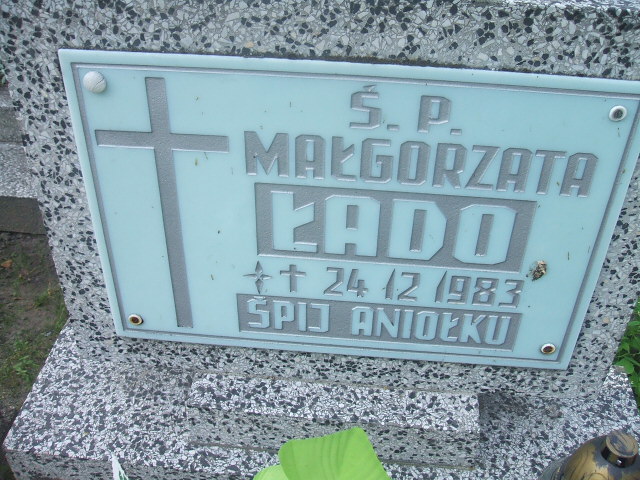 Ś. P.
MAŁGORZATA
ŁADO
✧ ✝ 24 12 1983
ŚPIJ ANIOŁKU